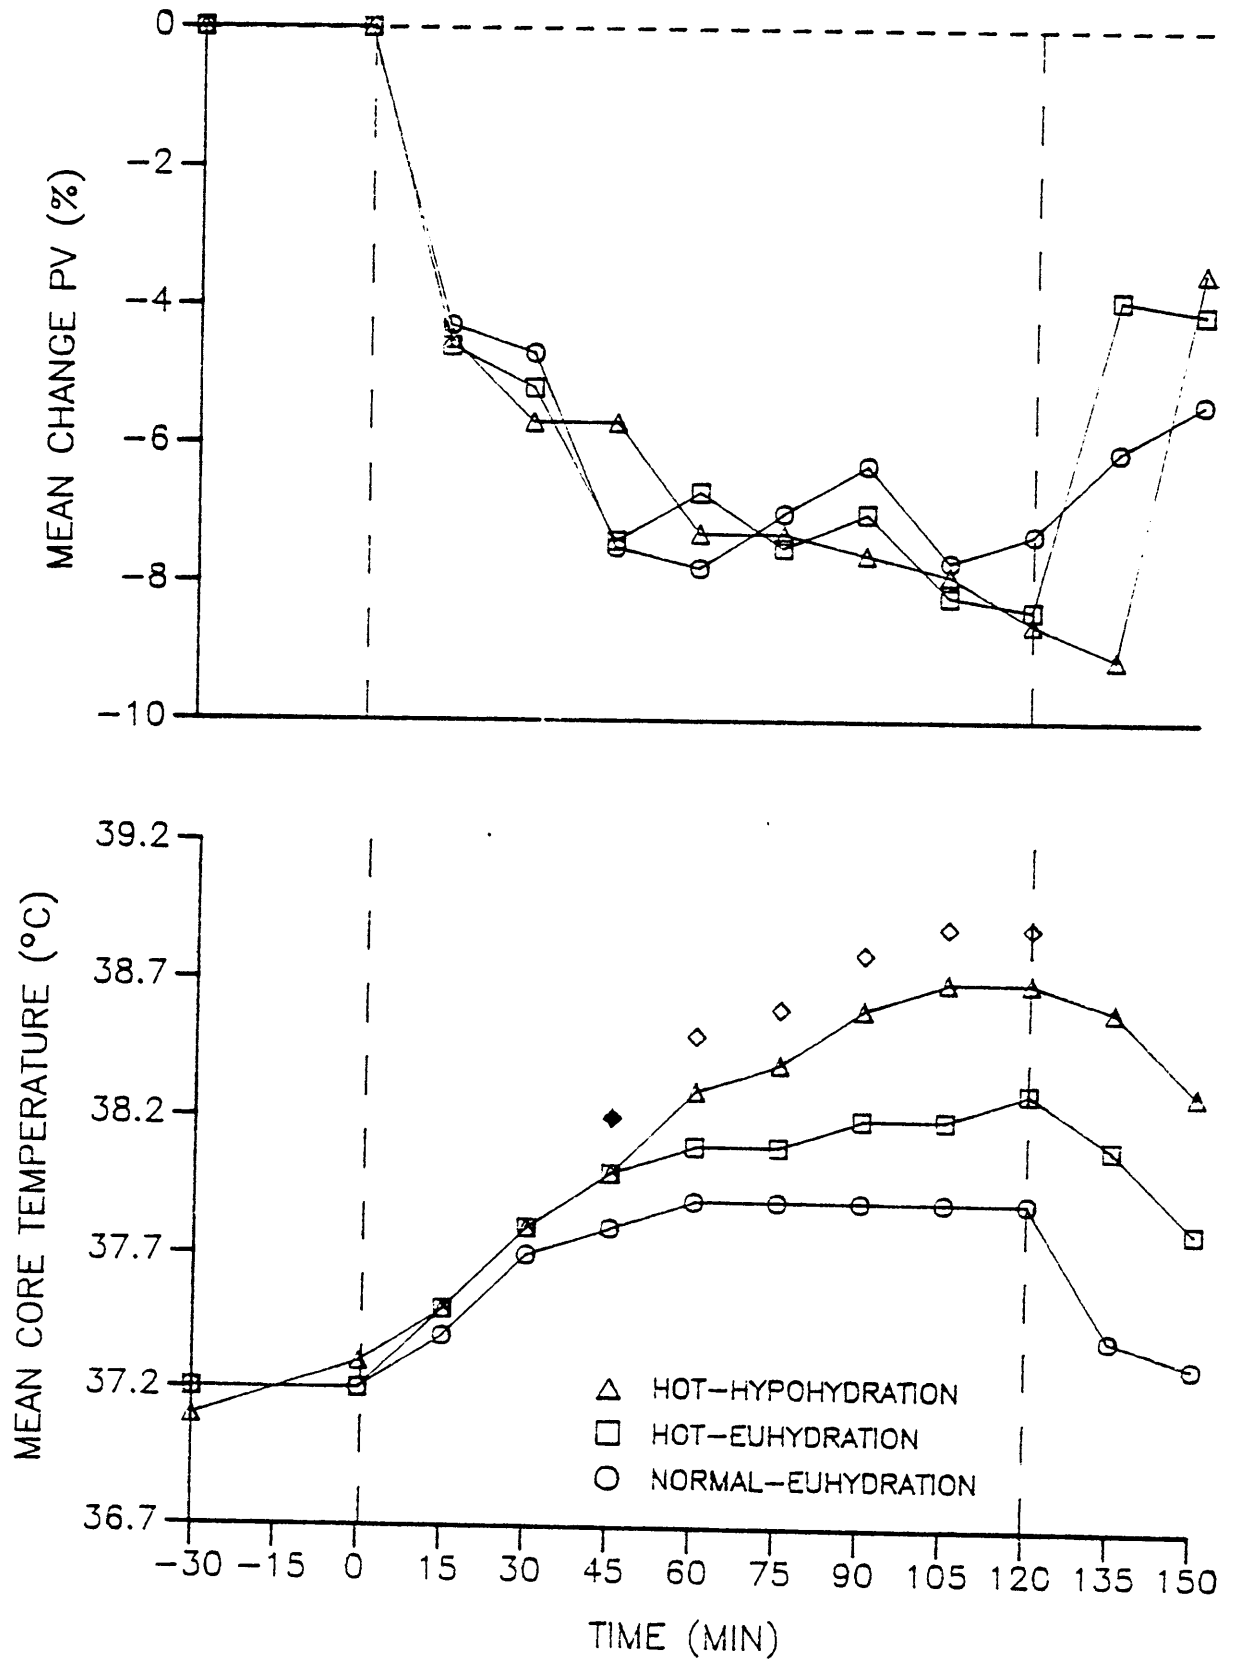 0
-2
-4
-6
-8
-10
MEAN CHANGE PV (%)
39.2
38.7
38.2
37.7
37.2
36.7
MEAN CORE TEMPERATURE (°C)
HOT-HYPOHYDRATION
HOT-EUHYDRATION
NORMAL-EUHYDRATION
-30 -15 0 15 30 45 60 75 90 105 120 135 150
TIME (MIN)